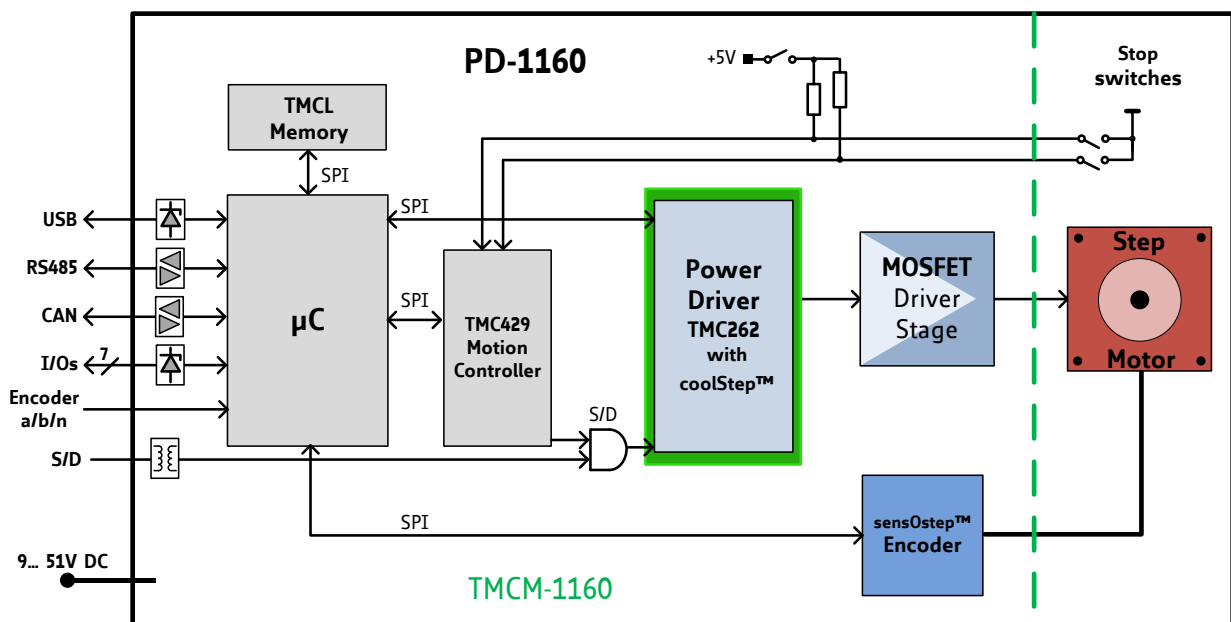 PD-1160
+5V
Stop
switches
TMCL
Memory
SPI
USB
RS485
CAN
I/Os
7
Encoder
a/b/n
S/D
9... 51V DC
µC
SPI
SPI
TMC429
Motion
Controller
S/D
Power
Driver
TMC262
with
coolStep™
MOSFET
Driver
Stage
Step
Motor
SPI
sensOstep™
Encoder
TMCM-1160